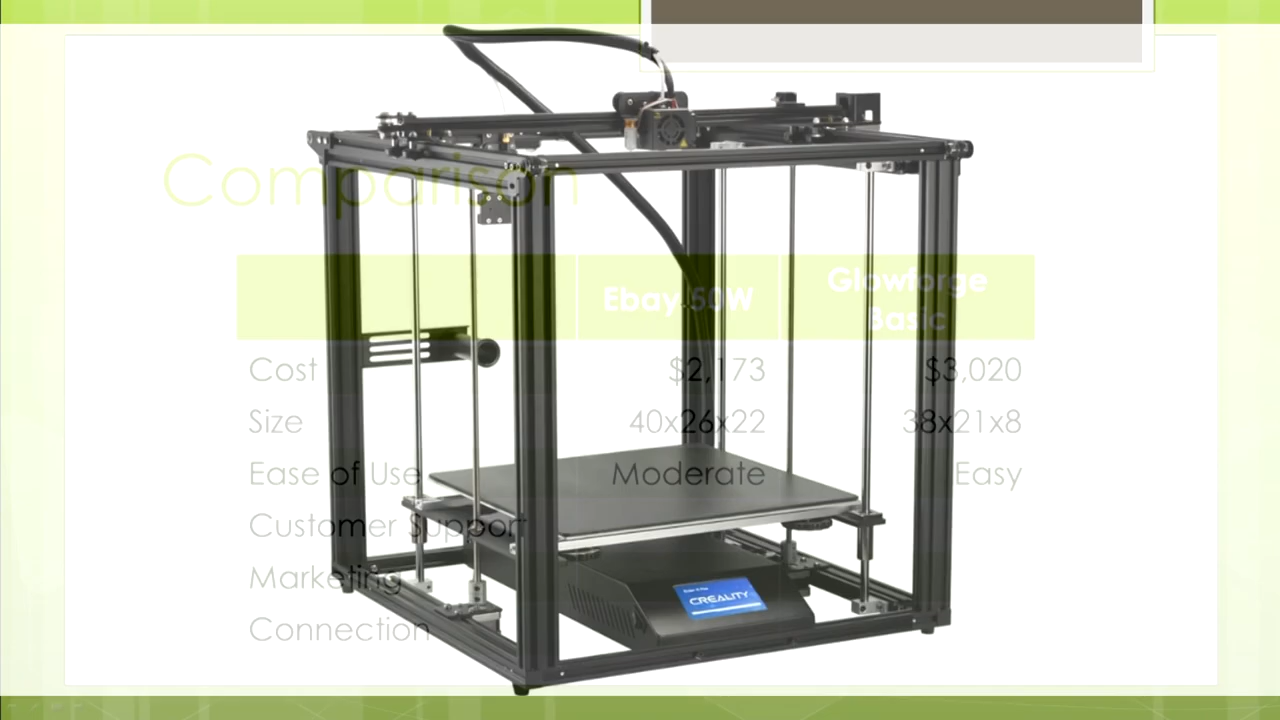 Comparison
Ebay 50W
Glowforge
Basic
Cost $2,173 $3,020
Size 40x26x22 38x21x8
Ease of Use Moderate Easy
Customer Support
Marketing
Connection
CREALITY